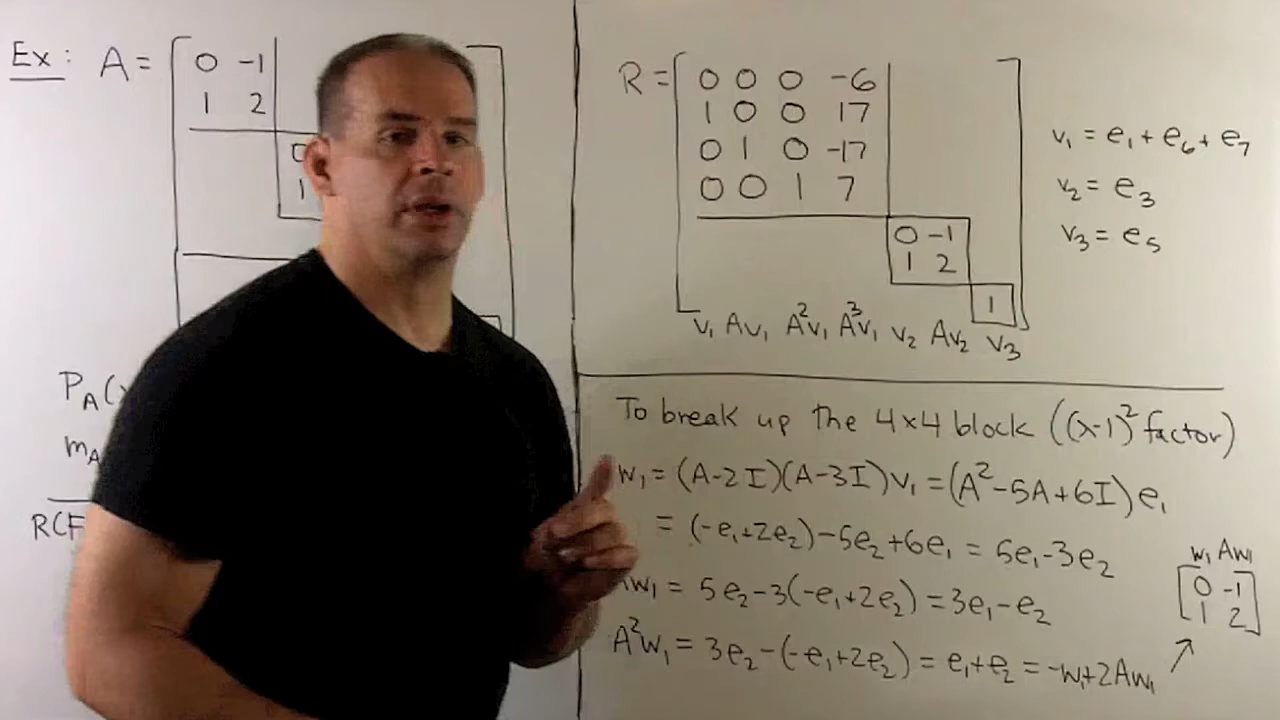 Ex: A = [ 0 -1
1 2
0
1
P_A(x
m_A
RCF
R = [ 0 0 0 -6
1 0 0 17
0 1 0 -17
0 0 1 7
0 -1
1 2
1 ]
v₁ Av₁ A²v₁ A³v₁ v₂ Av₂ v₃
v₁ = e₁ + e₆ + e₇
v₂ = e₃
v₃ = e₅
To break up the 4x4 block ((x-1)² factor)
w₁ = (A-2I)(A-3I)v₁ = (A²-5A+6I)e₁
= (-e₁+2e₂)-5e₂+6e₁ = 5e₁-3e₂
Aw₁ = 5e₂-3(-e₁+2e₂) = 3e₁-e₂
A²w₁ = 3e₂-(-e₁+2e₂) = e₁+e₂ = -w₁+2Aw₁
w₁ Aw₁
[ 0 -1
1 2 ]